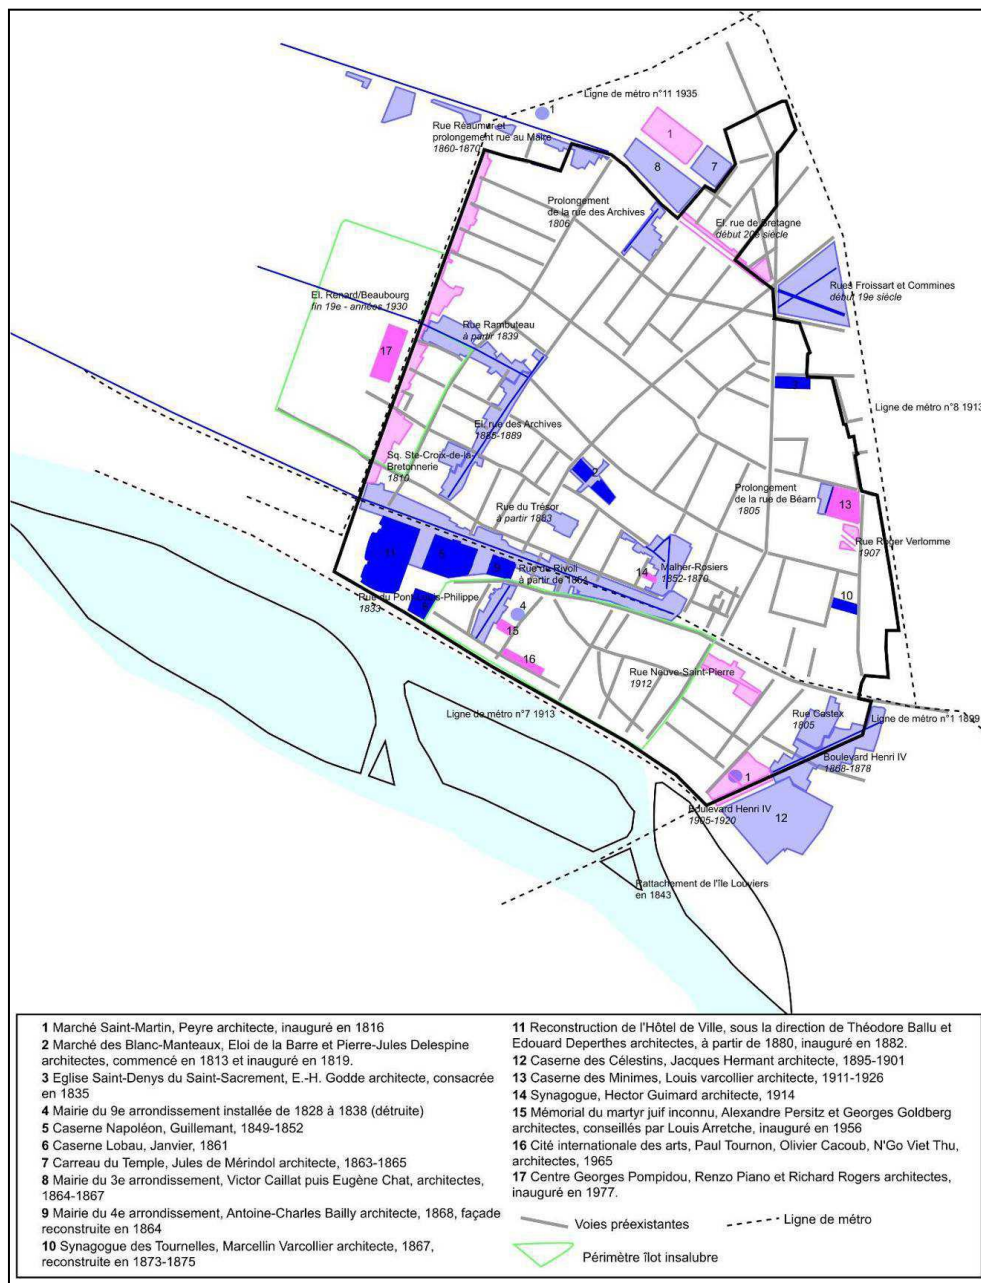 Ligne de métro n°11 1935
1
Rue Réaumur et
prolongement rue au Maire
1860-1870
1
8
7
Prolongement
de la rue des Archives
1806
El. rue de Bretagne
début 20e siècle
Rues Froissart et Commines
début 19e siècle
El. Renard/Beaubourg
fin 19e - années 1930
Rue Rambuteau
à partir 1839
17
3
Ligne de métro n°8 1913
El. rue des Archives
1885-1889
Sq. Ste-Croix-de-la-
Bretonnerie
1810
2
Prolongement
de la rue de Béarn
1805
13
Rue du Trésor
à partir 1883
Rue Roger Verlomme
1907
11
5
9
Rue de Rivoli
à partir de 1851
14
Malher-Rosiers
1852-1870
10
Rue du Pont Louis-Philippe
1833
6
4
15
16
Rue Neuve-Saint-Pierre
1912
Ligne de métro n°7 1913
Rue Castex
1805
Ligne de métro n°1 1899
Boulevard Henri IV
1868-1878
1
Boulevard Henri IV
1905-1920
12
Rattachement de l'île Louviers
en 1843
1 Marché Saint-Martin, Peyre architecte, inauguré en 1816
2 Marché des Blanc-Manteaux, Eloi de la Barre et Pierre-Jules Delespine
architectes, commencé en 1813 et inauguré en 1819.
3 Eglise Saint-Denys du Saint-Sacrement, E.-H. Godde architecte, consacrée
en 1835
4 Mairie du 9e arrondissement installée de 1828 à 1838 (détruite)
5 Caserne Napoléon, Guillemant, 1849-1852
6 Caserne Lobau, Janvier, 1861
7 Carreau du Temple, Jules de Mérindol architecte, 1863-1865
8 Mairie du 3e arrondissement, Victor Caillat puis Eugène Chat, architectes,
1864-1867
9 Mairie du 4e arrondissement, Antoine-Charles Bailly architecte, 1868, façade
reconstruite en 1864
10 Synagogue des Tournelles, Marcellin Varcollier architecte, 1867,
reconstruite en 1873-1875
11 Reconstruction de l'Hôtel de Ville, sous la direction de Théodore Ballu et
Edouard Deperthes architectes, à partir de 1880, inauguré en 1882.
12 Caserne des Célestins, Jacques Hermant architecte, 1895-1901
13 Caserne des Minimes, Louis varcollier architecte, 1911-1926
14 Synagogue, Hector Guimard architecte, 1914
15 Mémorial du martyr juif inconnu, Alexandre Persitz et Georges Goldberg
architectes, conseillés par Louis Arretche, inauguré en 1956
16 Cité internationale des arts, Paul Tournon, Olivier Cacoub, N'Go Viet Thu,
architectes, 1965
17 Centre Georges Pompidou, Renzo Piano et Richard Rogers architectes,
inauguré en 1977.
Voies préexistantes
Ligne de métro
Périmètre îlot insalubre